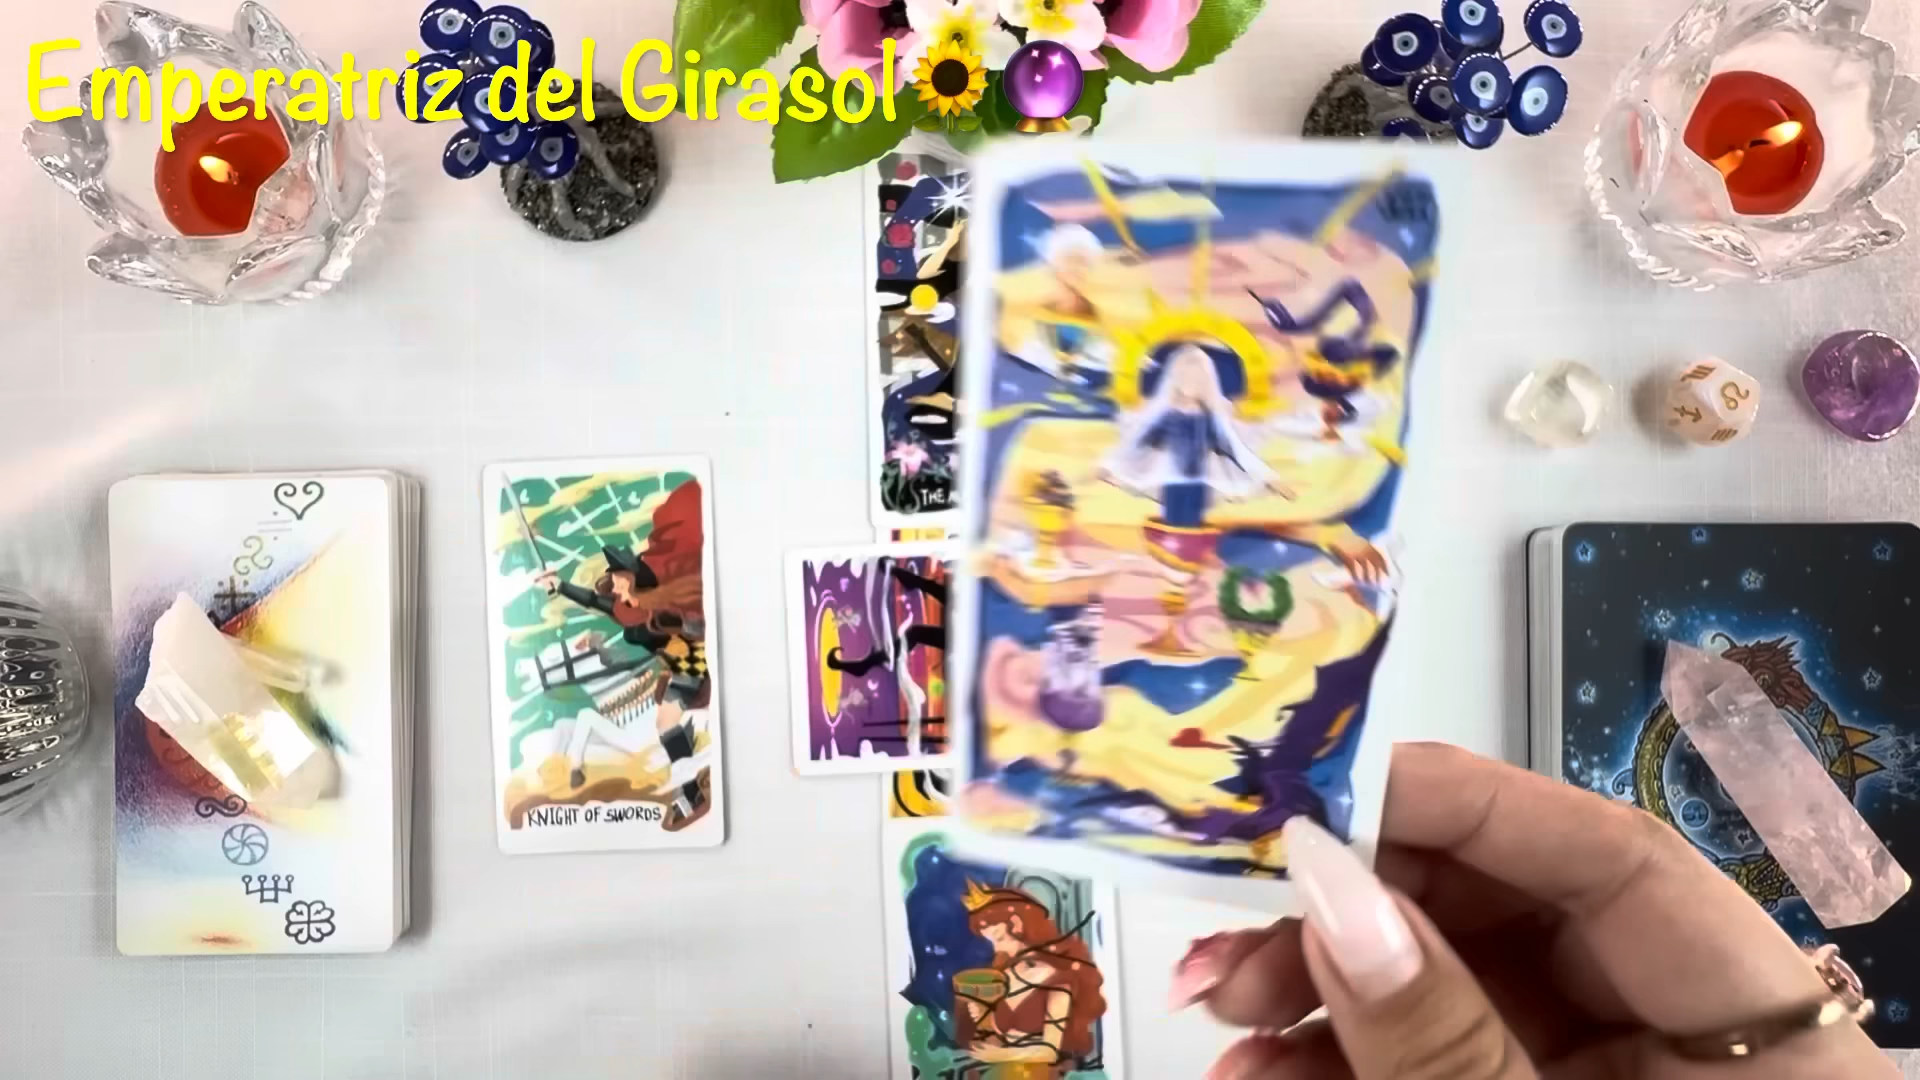 Emperatriz del Girasol🌻🔮
THE
KNIGHT OF SWORDS